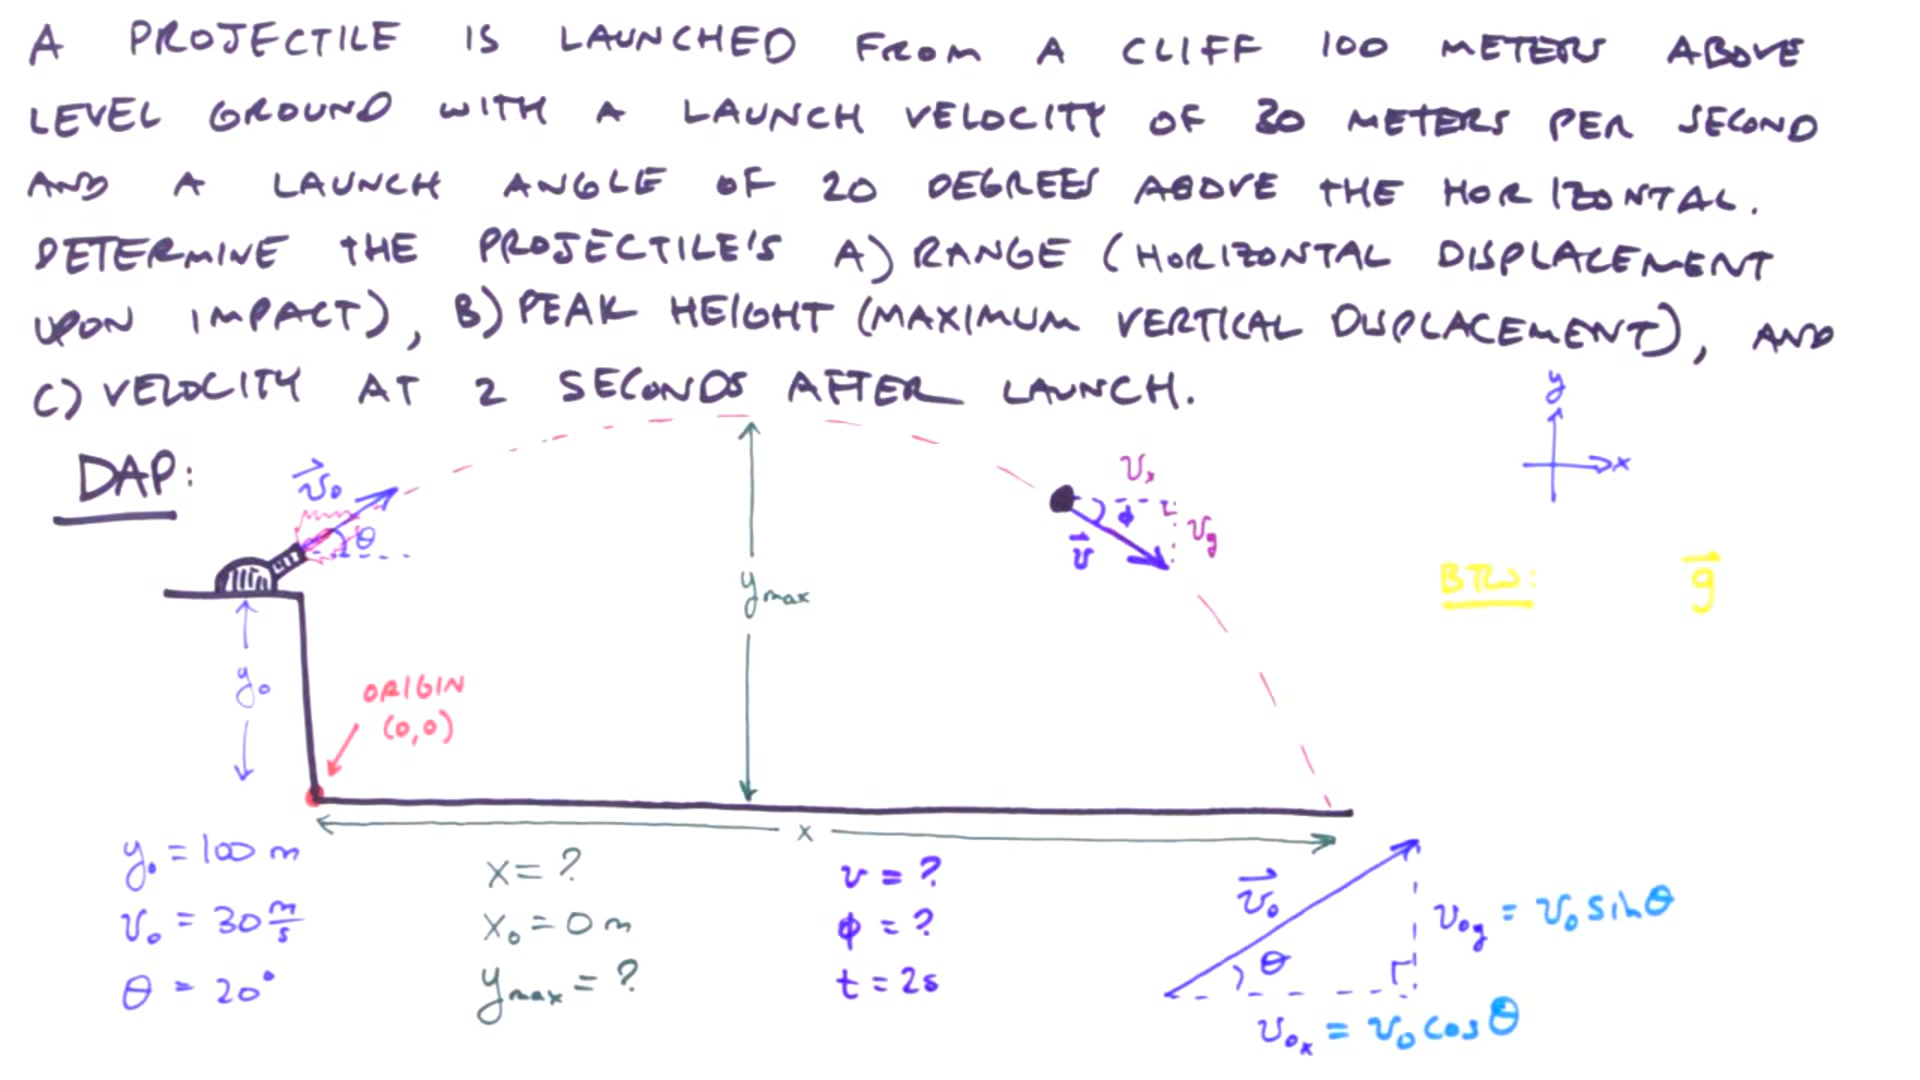 A PROJECTILE IS LAUNCHED FROM A CLIFF 100 METERS ABOVE
LEVEL GROUND WITH A LAUNCH VELOCITY OF 30 METERS PER SECOND
AND A LAUNCH ANGLE OF 20 DEGREES ABOVE THE HORIZONTAL.
DETERMINE THE PROJECTILE'S A) RANGE (HORIZONTAL DISPLACEMENT
UPON IMPACT), B) PEAK HEIGHT (MAXIMUM VERTICAL DISPLACEMENT), AND
C) VELOCITY AT 2 SECONDS AFTER LAUNCH.
y
x
DAP:
v⃗₀
θ
vₓ
ϕ
v_y
v⃗
y_max
BTW: g⃗
y₀
ORIGIN
(0,0)
x
y₀ = 100 m
v₀ = 30 m/s
θ = 20°
x = ?
x₀ = 0 m
y_max = ?
v = ?
ϕ = ?
t = 2s
v⃗₀
θ
v₀y = v₀ sinθ
v₀ₓ = v₀ cosθ